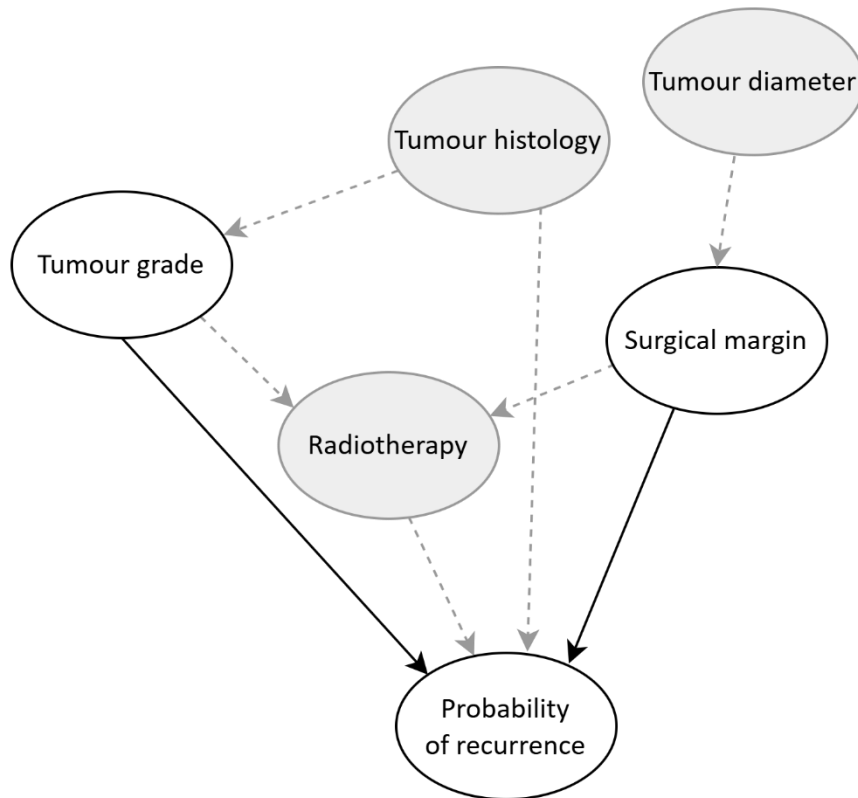 Tumour diameter
Tumour histology
Tumour grade
Surgical margin
Radiotherapy
Probability
of recurrence